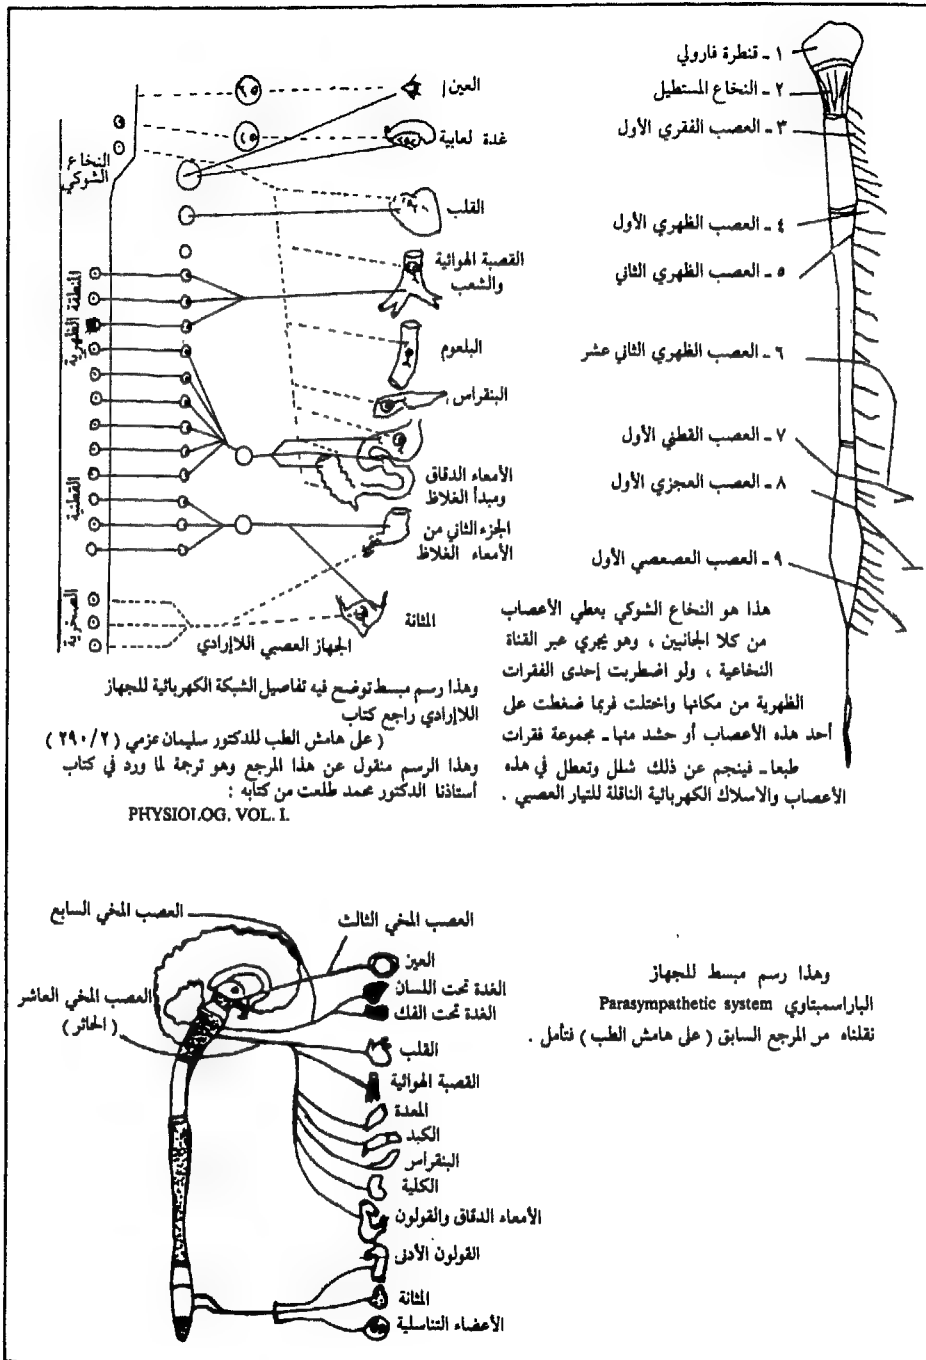 ١ ـ قنطرة فارولي
٢ ـ النخاع المستطيل
٣ ـ العصب الفقري الأول
٤ ـ العصب الظهري الأول
٥ ـ العصب الظهري الثاني
٦ ـ العصب الظهري الثاني عشر
٧ ـ العصب القطني الأول
٨ ـ العصب العجزي الأول
٩ ـ العصب العصعصي الأول
هذا هو النخاع الشوكي يعطي الأعصاب
من كلا الجانبين ، وهو يجري عبر القناة
النخاعية ، ولو اضطربت إحدى الفقرات
الظهرية من مكانها واختلت فربما ضغطت على
أحد هذه الأعصاب أو حشد منها ـ مجموعة فقرات
طبعا ـ فينجم عن ذلك شلل وتعطل في هذه
الأعصاب والاسلاك الكهربائية الناقلة للتيار العصبي .
العين
غدة لعابية
القلب
القصبة الهوائية
والشعب
البلعوم
البنقراس
الأمعاء الدقاق
ومبدأ الغلاظ
الجزء الثاني من
الأمعاء الغلاظ
المثانة
النخاع
الشوكي
المنطقة الظهرية
القطنية
الجهاز العصبي اللاإرادي
وهذا رسم مبسط توضح فيه تفاصيل الشبكة الكهربائية للجهاز
اللاإرادي راجع كتاب
( على هامش الطب للدكتور سليمان عزمي ( ٢ / ٢٩٠ )
وهذا الرسم منقول عن هذا المرجع وهو ترجمة لما ورد في كتاب
أستاذنا الدكتور محمد طلعت من كتابه :
PHYSIOLOG. VOL. I.
العصب المخي السابع
العصب المخي الثالث
العين
الغدة تحت اللسان
الغدة تحت الفك
العصب المخي العاشر
( الحائر )
القلب
القصبة الهوائية
المعدة
الكبد
البنقراس
الكلية
الأمعاء الدقاق والقولون
القولون الأدنى
المثانة
الأعضاء التناسلية
وهذا رسم مبسط للجهاز
الباراسمبتاوي Parasympathetic system
نقلناه من المرجع السابق ( على هامش الطب ) فتأمل .